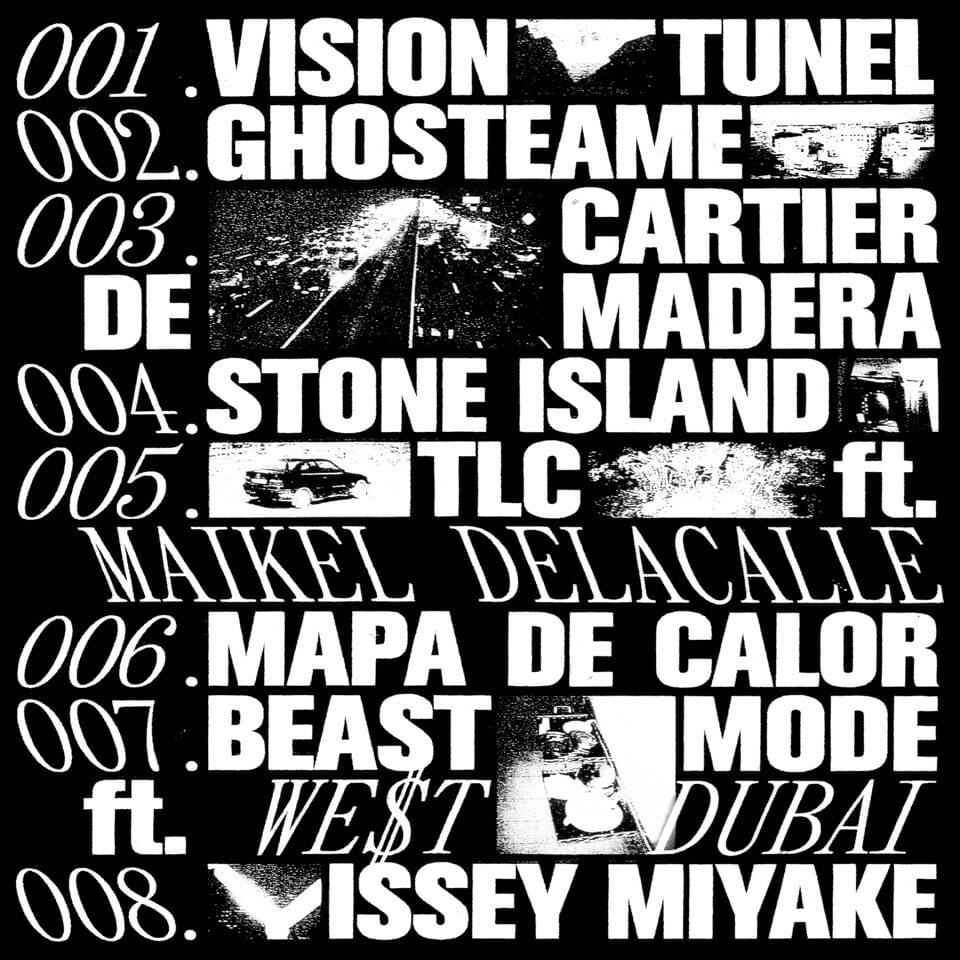 001. VISION TUNEL
002. GHOSTEAME
003. CARTIER
DE MADERA
004. STONE ISLAND
005. TLC ft.
MAIKEL DELACALLE
006. MAPA DE CALOR
007. BEAST MODE
ft. WE$T DUBAI
008. ISSEY MIYAKE